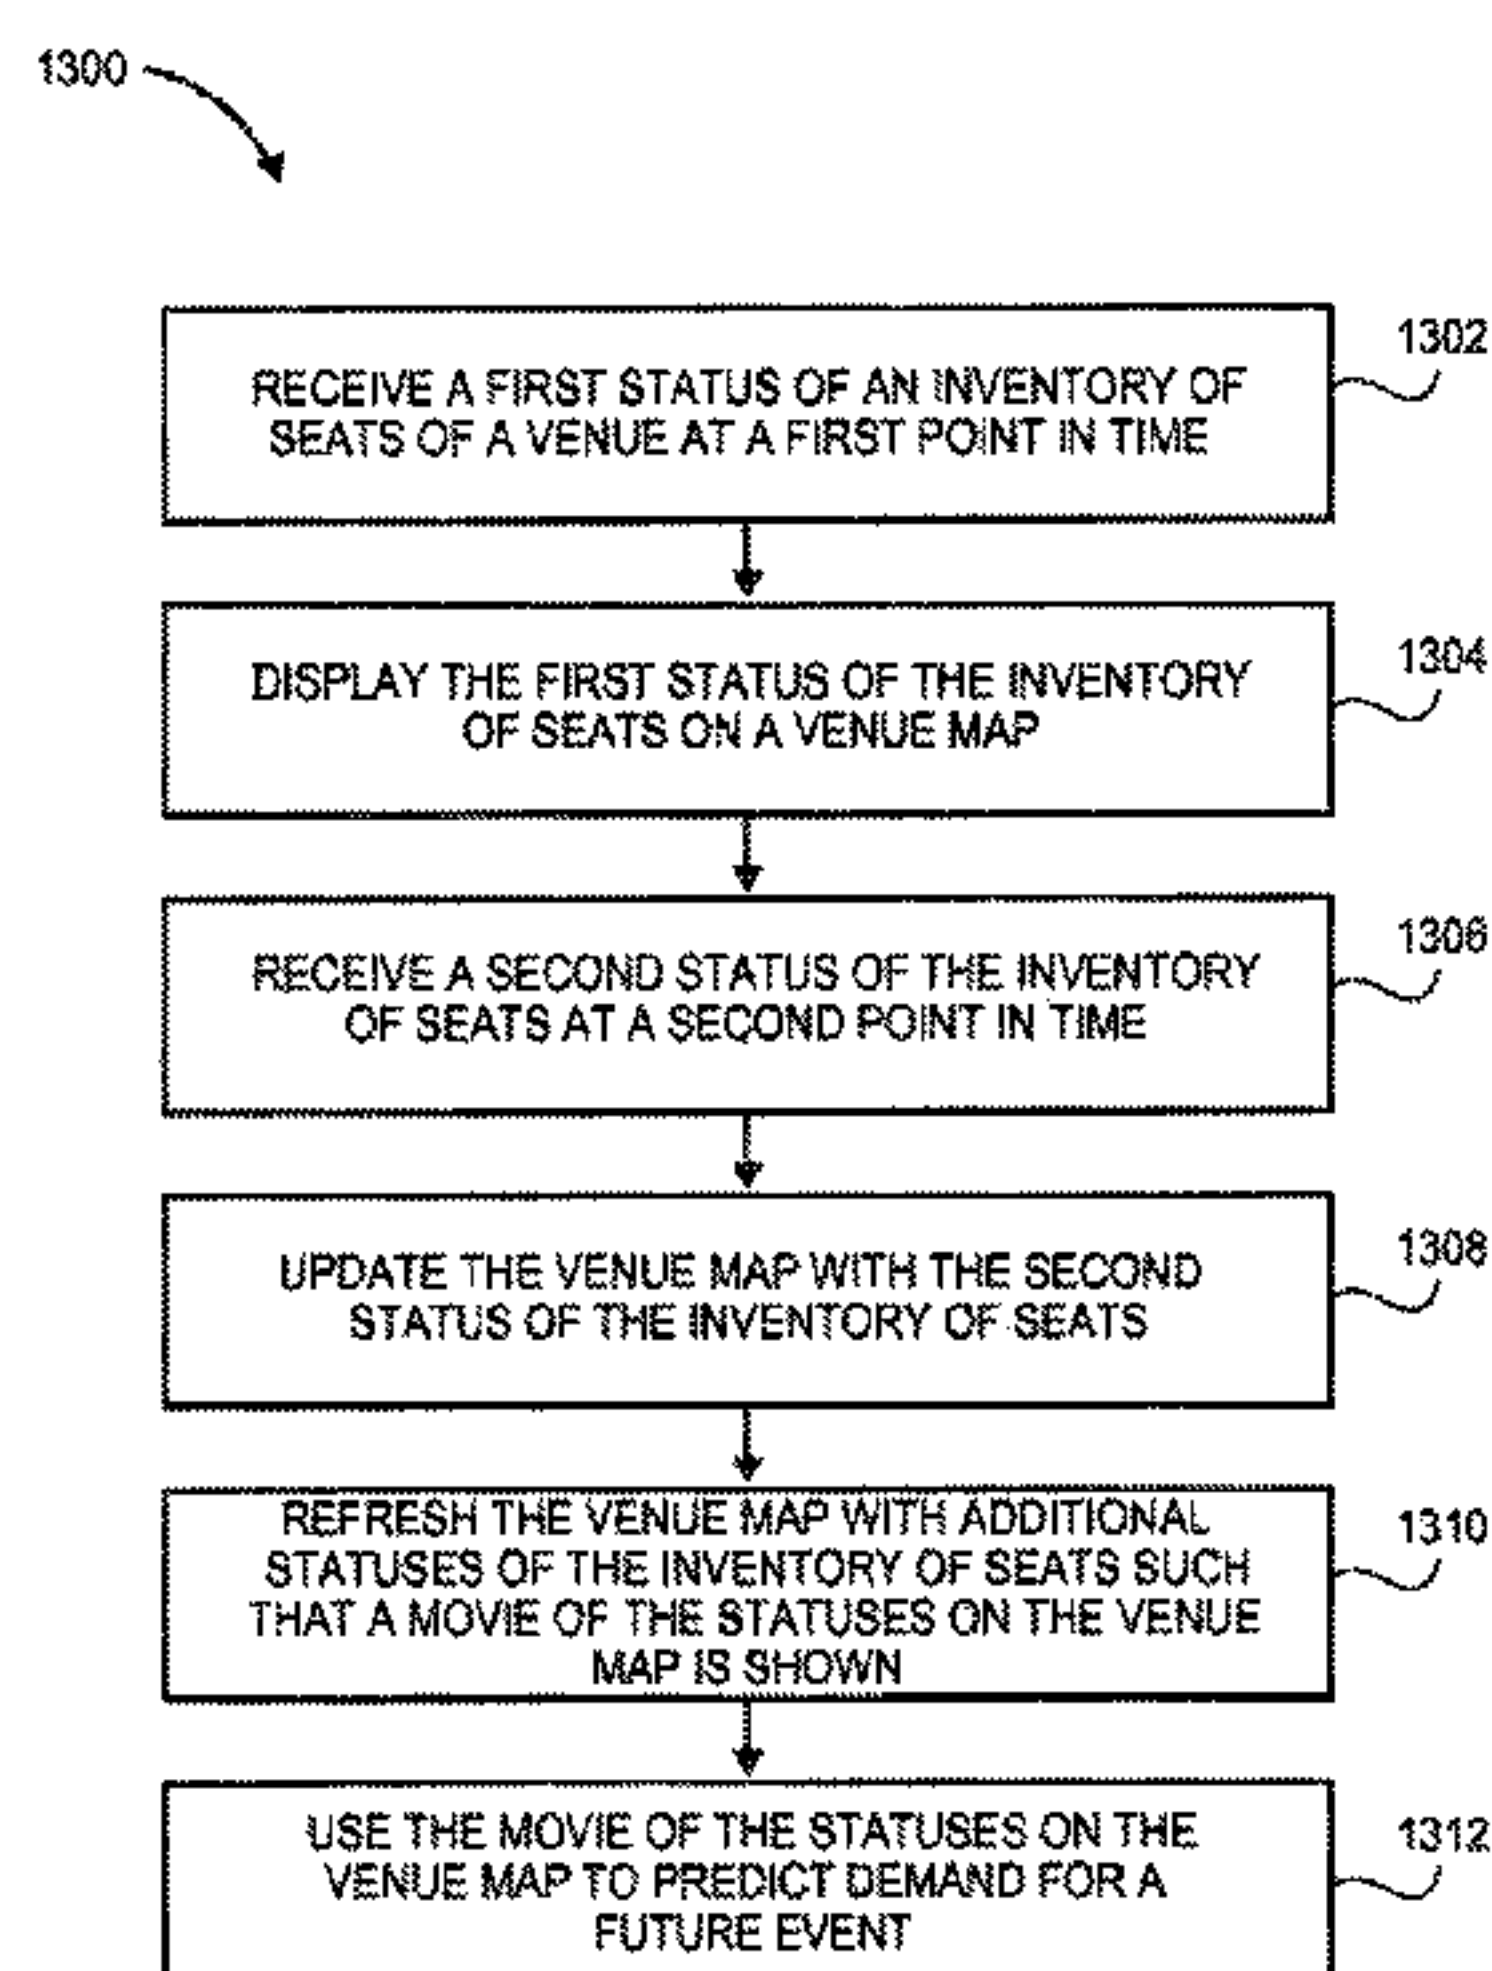 1300
1302
RECEIVE A FIRST STATUS OF AN INVENTORY OF
SEATS OF A VENUE AT A FIRST POINT IN TIME
1304
DISPLAY THE FIRST STATUS OF THE INVENTORY
OF SEATS ON A VENUE MAP
1306
RECEIVE A SECOND STATUS OF THE INVENTORY
OF SEATS AT A SECOND POINT IN TIME
1308
UPDATE THE VENUE MAP WITH THE SECOND
STATUS OF THE INVENTORY OF SEATS
1310
REFRESH THE VENUE MAP WITH ADDITIONAL
STATUSES OF THE INVENTORY OF SEATS SUCH
THAT A MOVIE OF THE STATUSES ON THE VENUE
MAP IS SHOWN
1312
USE THE MOVIE OF THE STATUSES ON THE
VENUE MAP TO PREDICT DEMAND FOR A
FUTURE EVENT